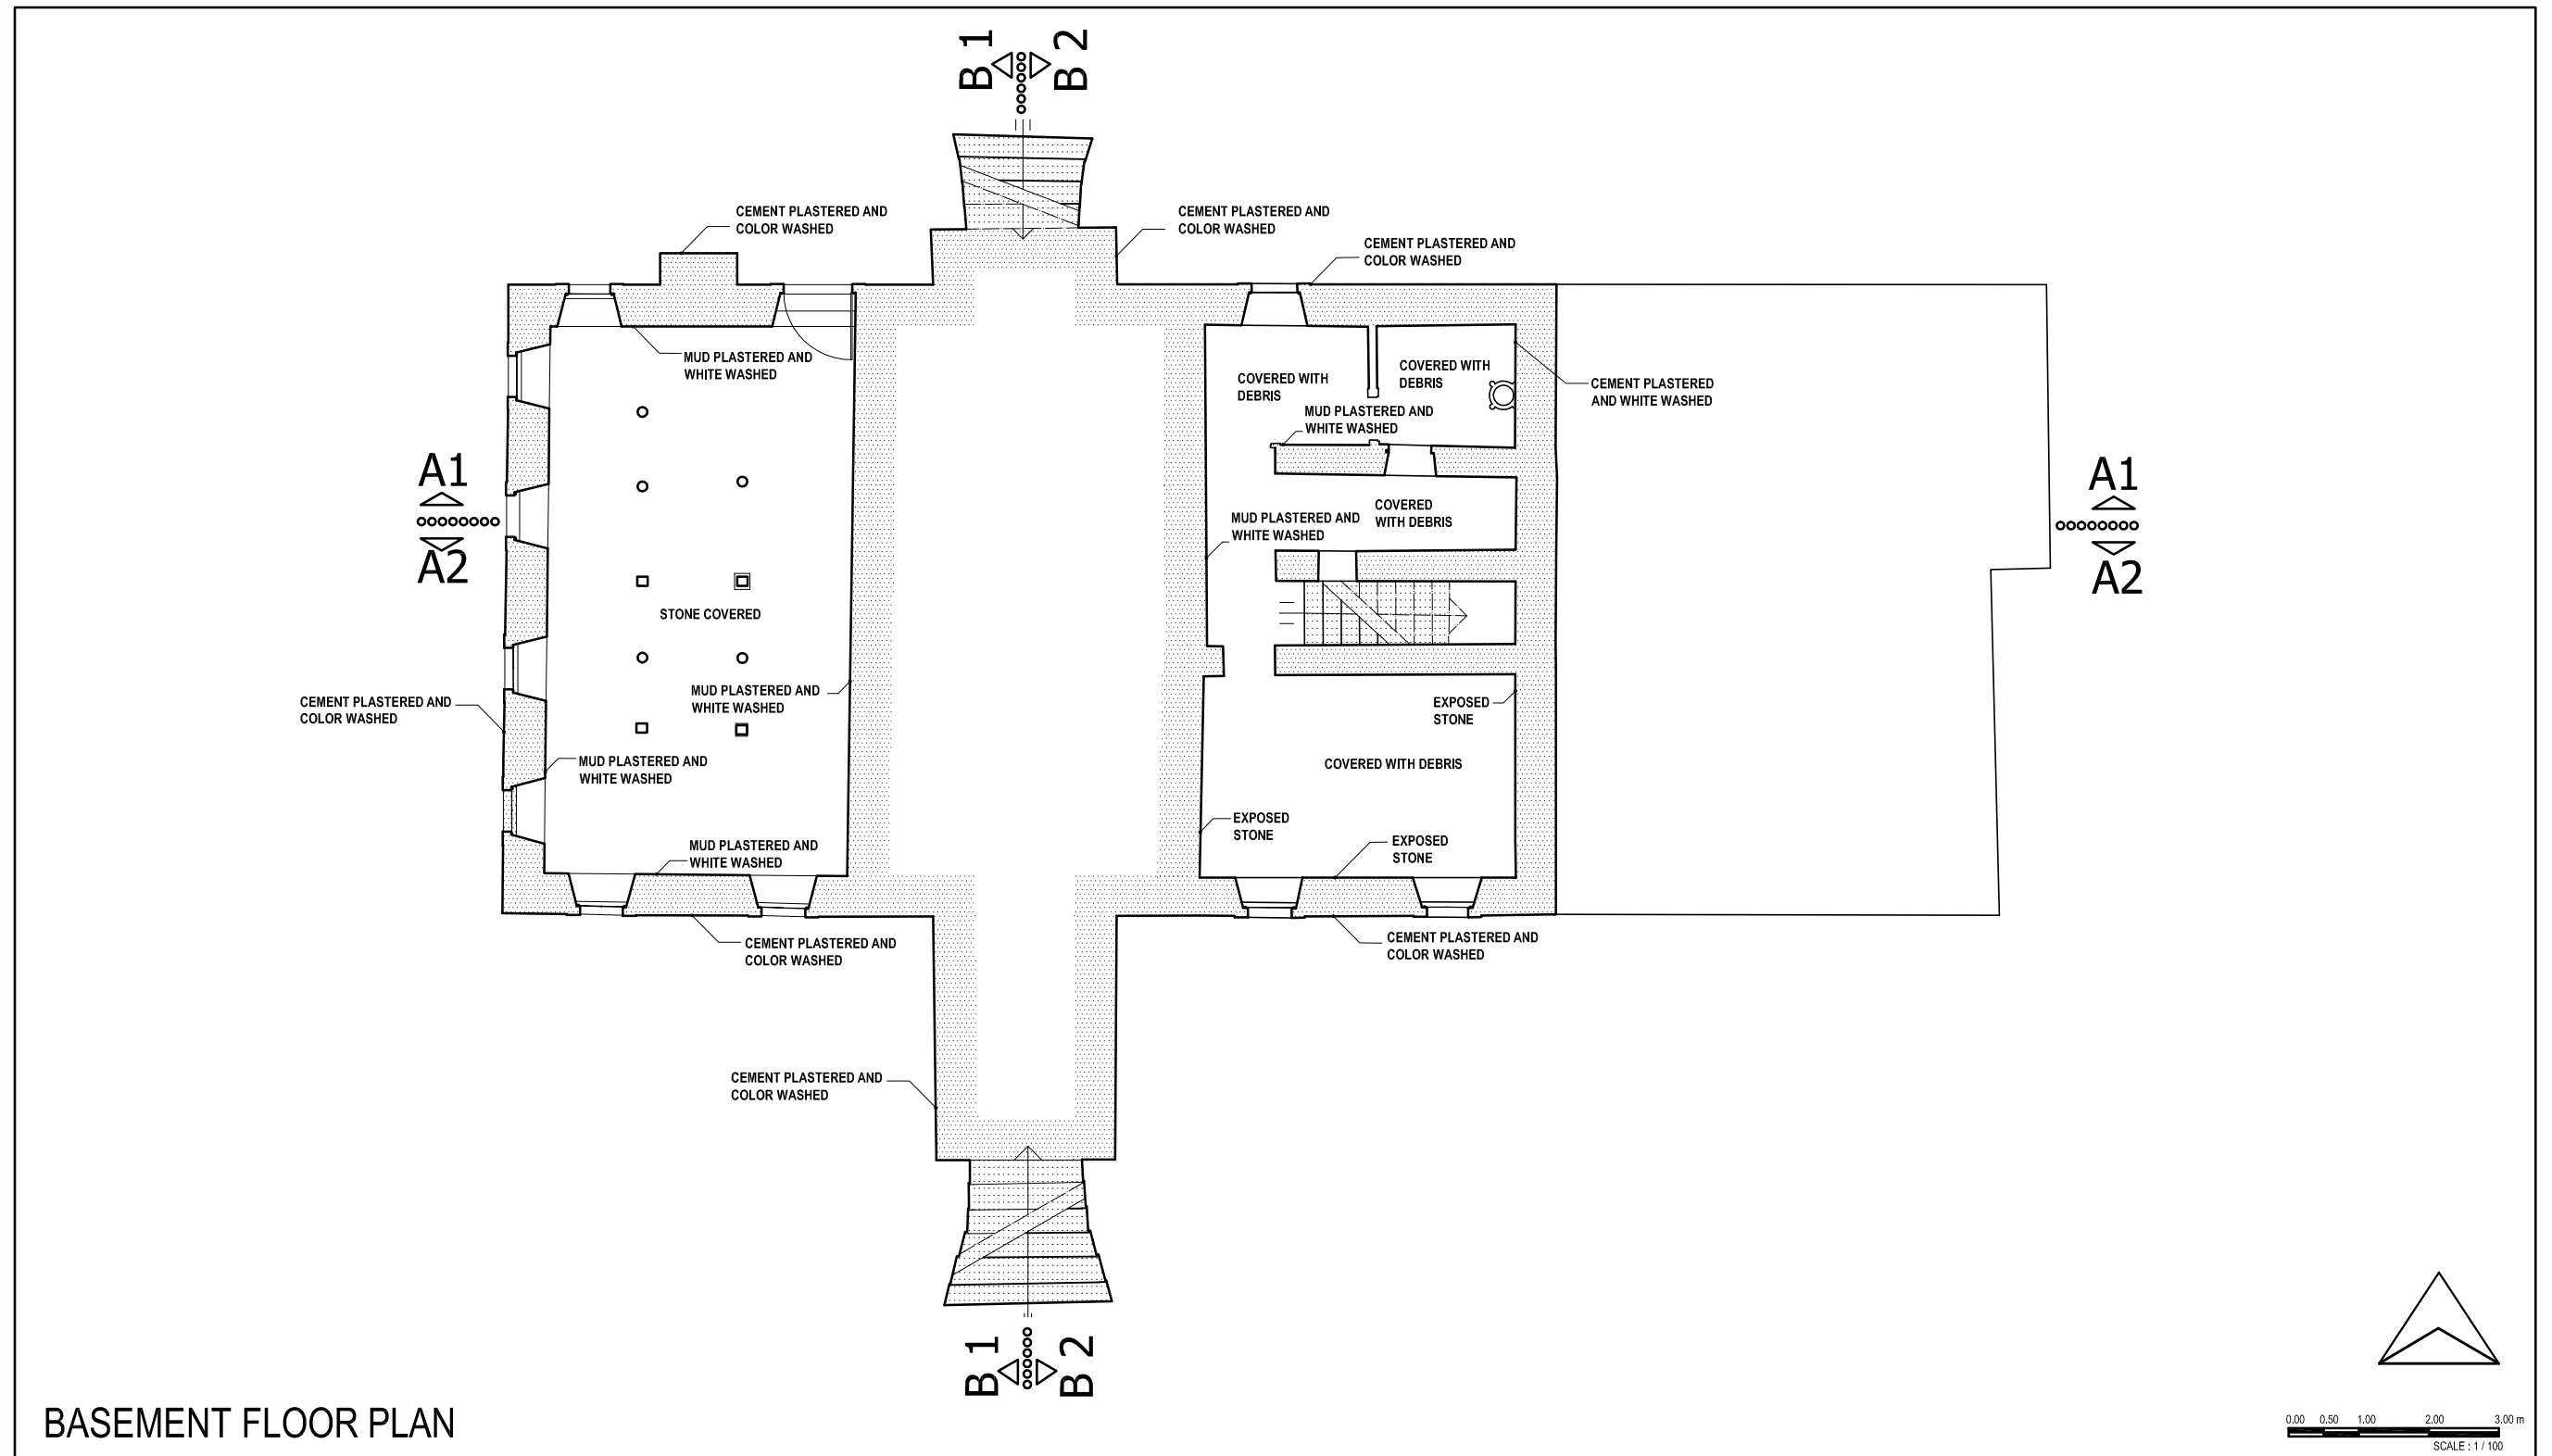 B 1
B 2
CEMENT PLASTERED AND
COLOR WASHED
CEMENT PLASTERED AND
COLOR WASHED
CEMENT PLASTERED AND
COLOR WASHED
MUD PLASTERED AND
WHITE WASHED
COVERED WITH
DEBRIS
COVERED WITH
DEBRIS
CEMENT PLASTERED
AND WHITE WASHED
MUD PLASTERED AND
WHITE WASHED
A1
A2
A1
A2
COVERED
WITH DEBRIS
MUD PLASTERED AND
WHITE WASHED
STONE COVERED
MUD PLASTERED AND
WHITE WASHED
CEMENT PLASTERED AND
COLOR WASHED
EXPOSED
STONE
MUD PLASTERED AND
WHITE WASHED
COVERED WITH DEBRIS
EXPOSED
STONE
MUD PLASTERED AND
WHITE WASHED
EXPOSED
STONE
CEMENT PLASTERED AND
COLOR WASHED
CEMENT PLASTERED AND
COLOR WASHED
CEMENT PLASTERED AND
COLOR WASHED
B 1
B 2
BASEMENT FLOOR PLAN
0.00 0.50 1.00 2.00 3.00 m
SCALE : 1 / 100